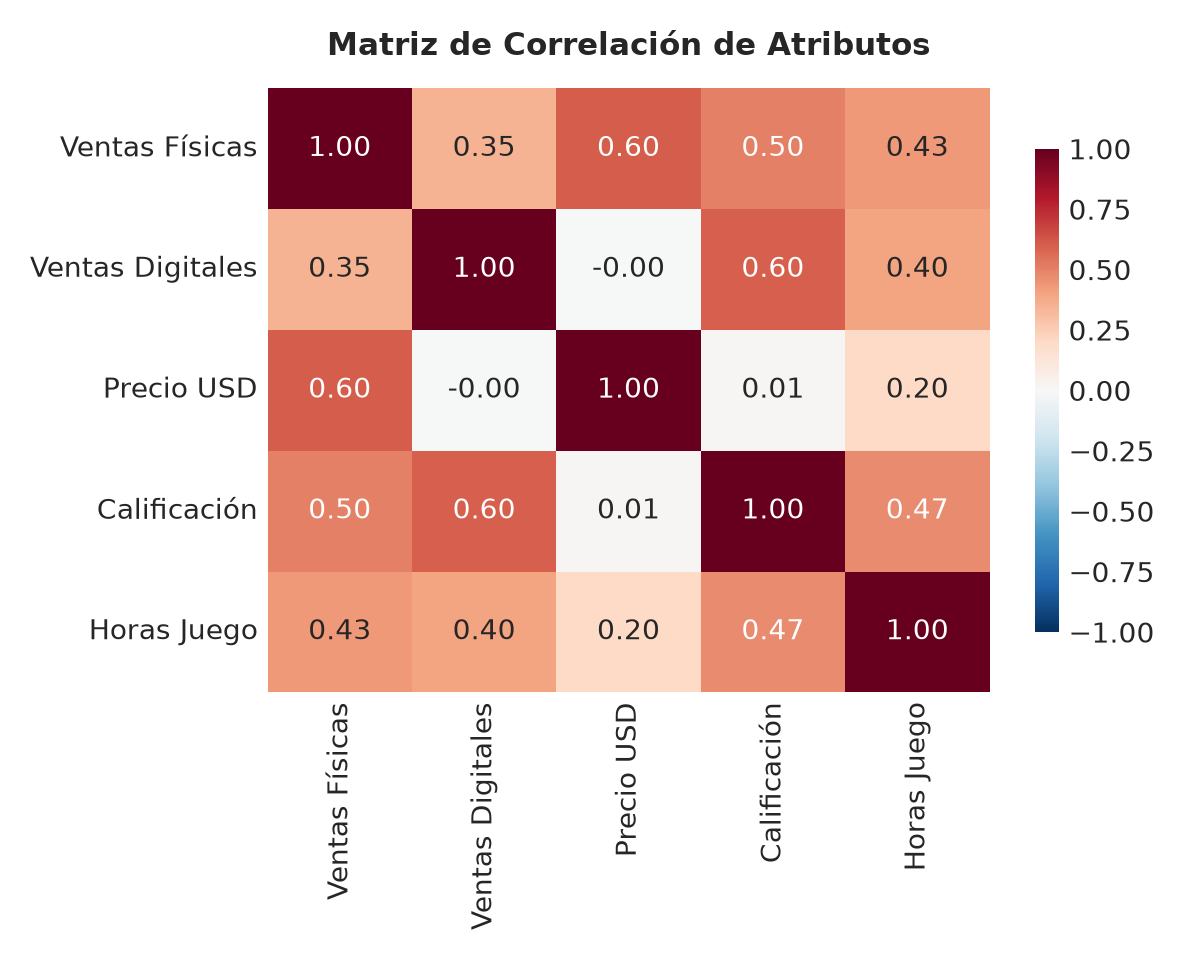 Matriz de Correlación de Atributos
Ventas Físicas 1.00 0.35 0.60 0.50 0.43
Ventas Digitales 0.35 1.00 -0.00 0.60 0.40
Precio USD 0.60 -0.00 1.00 0.01 0.20
Calificación 0.50 0.60 0.01 1.00 0.47
Horas Juego 0.43 0.40 0.20 0.47 1.00
Ventas Físicas
Ventas Digitales
Precio USD
Calificación
Horas Juego
1.00
0.75
0.50
0.25
0.00
−0.25
−0.50
−0.75
−1.00